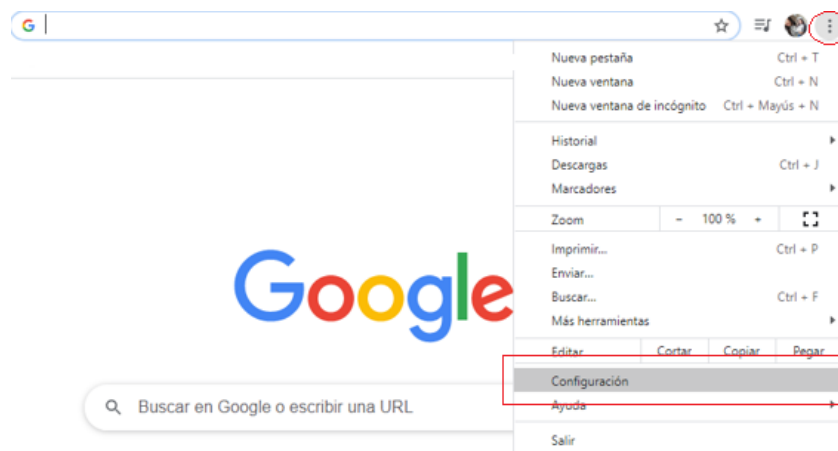 Nueva pestaña Ctrl + T
Nueva ventana Ctrl + N
Nueva ventana de incógnito Ctrl + Mayús + N
Historial
Descargas Ctrl + J
Marcadores
Zoom - 100 % +
Imprimir... Ctrl + P
Enviar...
Buscar... Ctrl + F
Más herramientas
Editar Cortar Copiar Pegar
Configuración
Ayuda
Salir
Google
Buscar en Google o escribir una URL